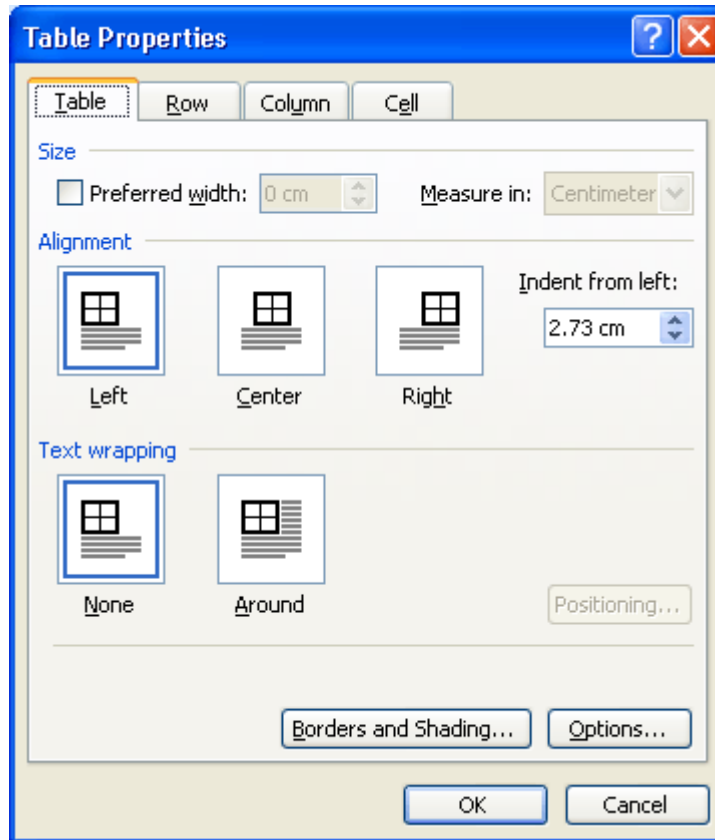 Table Properties
Table Row Column Cell
Size
Preferred width: 0 cm Measure in: Centimeter
Alignment
Indent from left:
2.73 cm
Left Center Right
Text wrapping
None Around Positioning...
Borders and Shading... Options...
OK Cancel